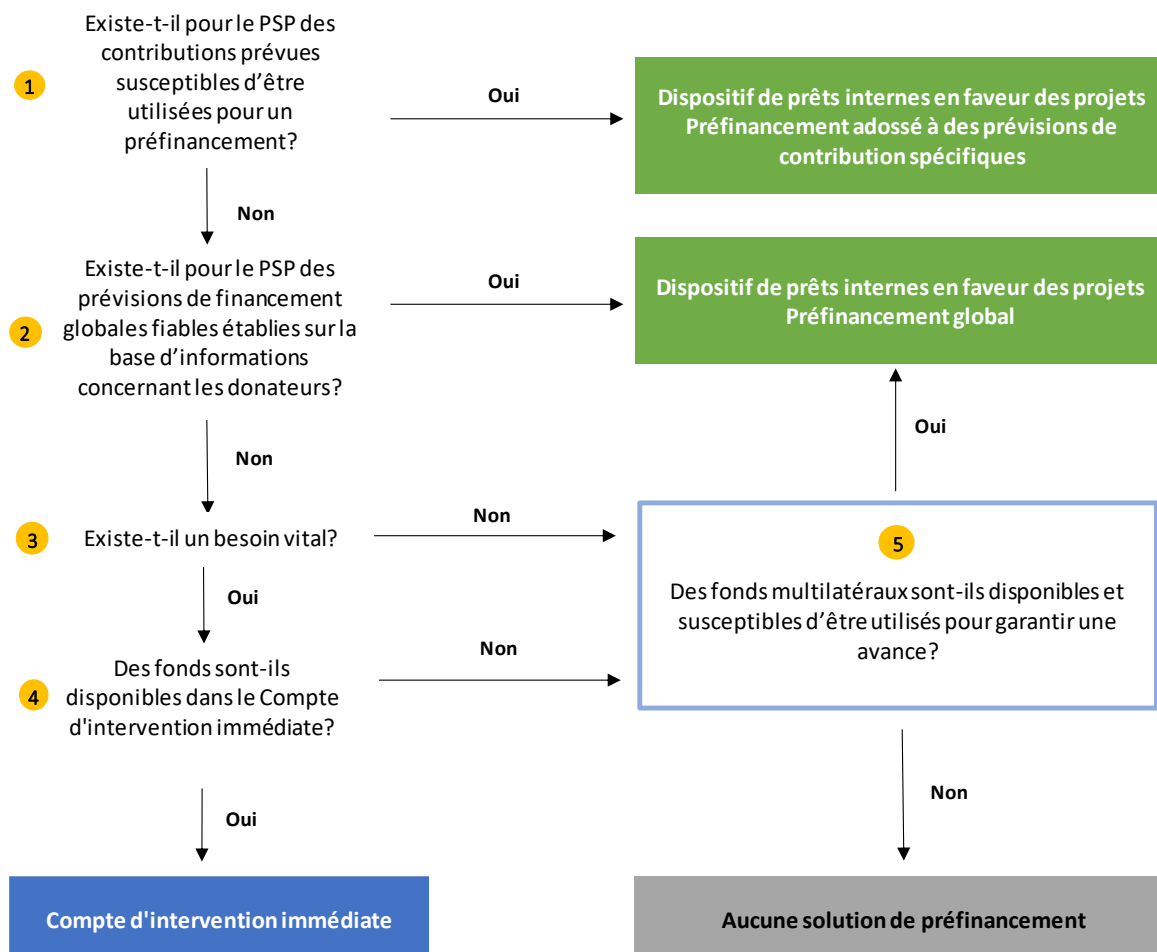 Existe-t-il pour le PSP des
contributions prévues
susceptibles d’être
utilisées pour un
préfinancement?
1
Oui
Dispositif de prêts internes en faveur des projets
Préfinancement adossé à des prévisions de
contribution spécifiques
Non
Existe-t-il pour le PSP des
prévisions de financement
globales fiables établies sur la
base d’informations
concernant les donateurs?
2
Oui
Dispositif de prêts internes en faveur des projets
Préfinancement global
Non
Oui
3
Existe-t-il un besoin vital?
Non
5
Des fonds multilatéraux sont-ils disponibles et
susceptibles d’être utilisés pour garantir une
avance?
Oui
4
Des fonds sont-ils
disponibles dans le Compte
d'intervention immédiate?
Non
Oui
Non
Compte d'intervention immédiate
Aucune solution de préfinancement